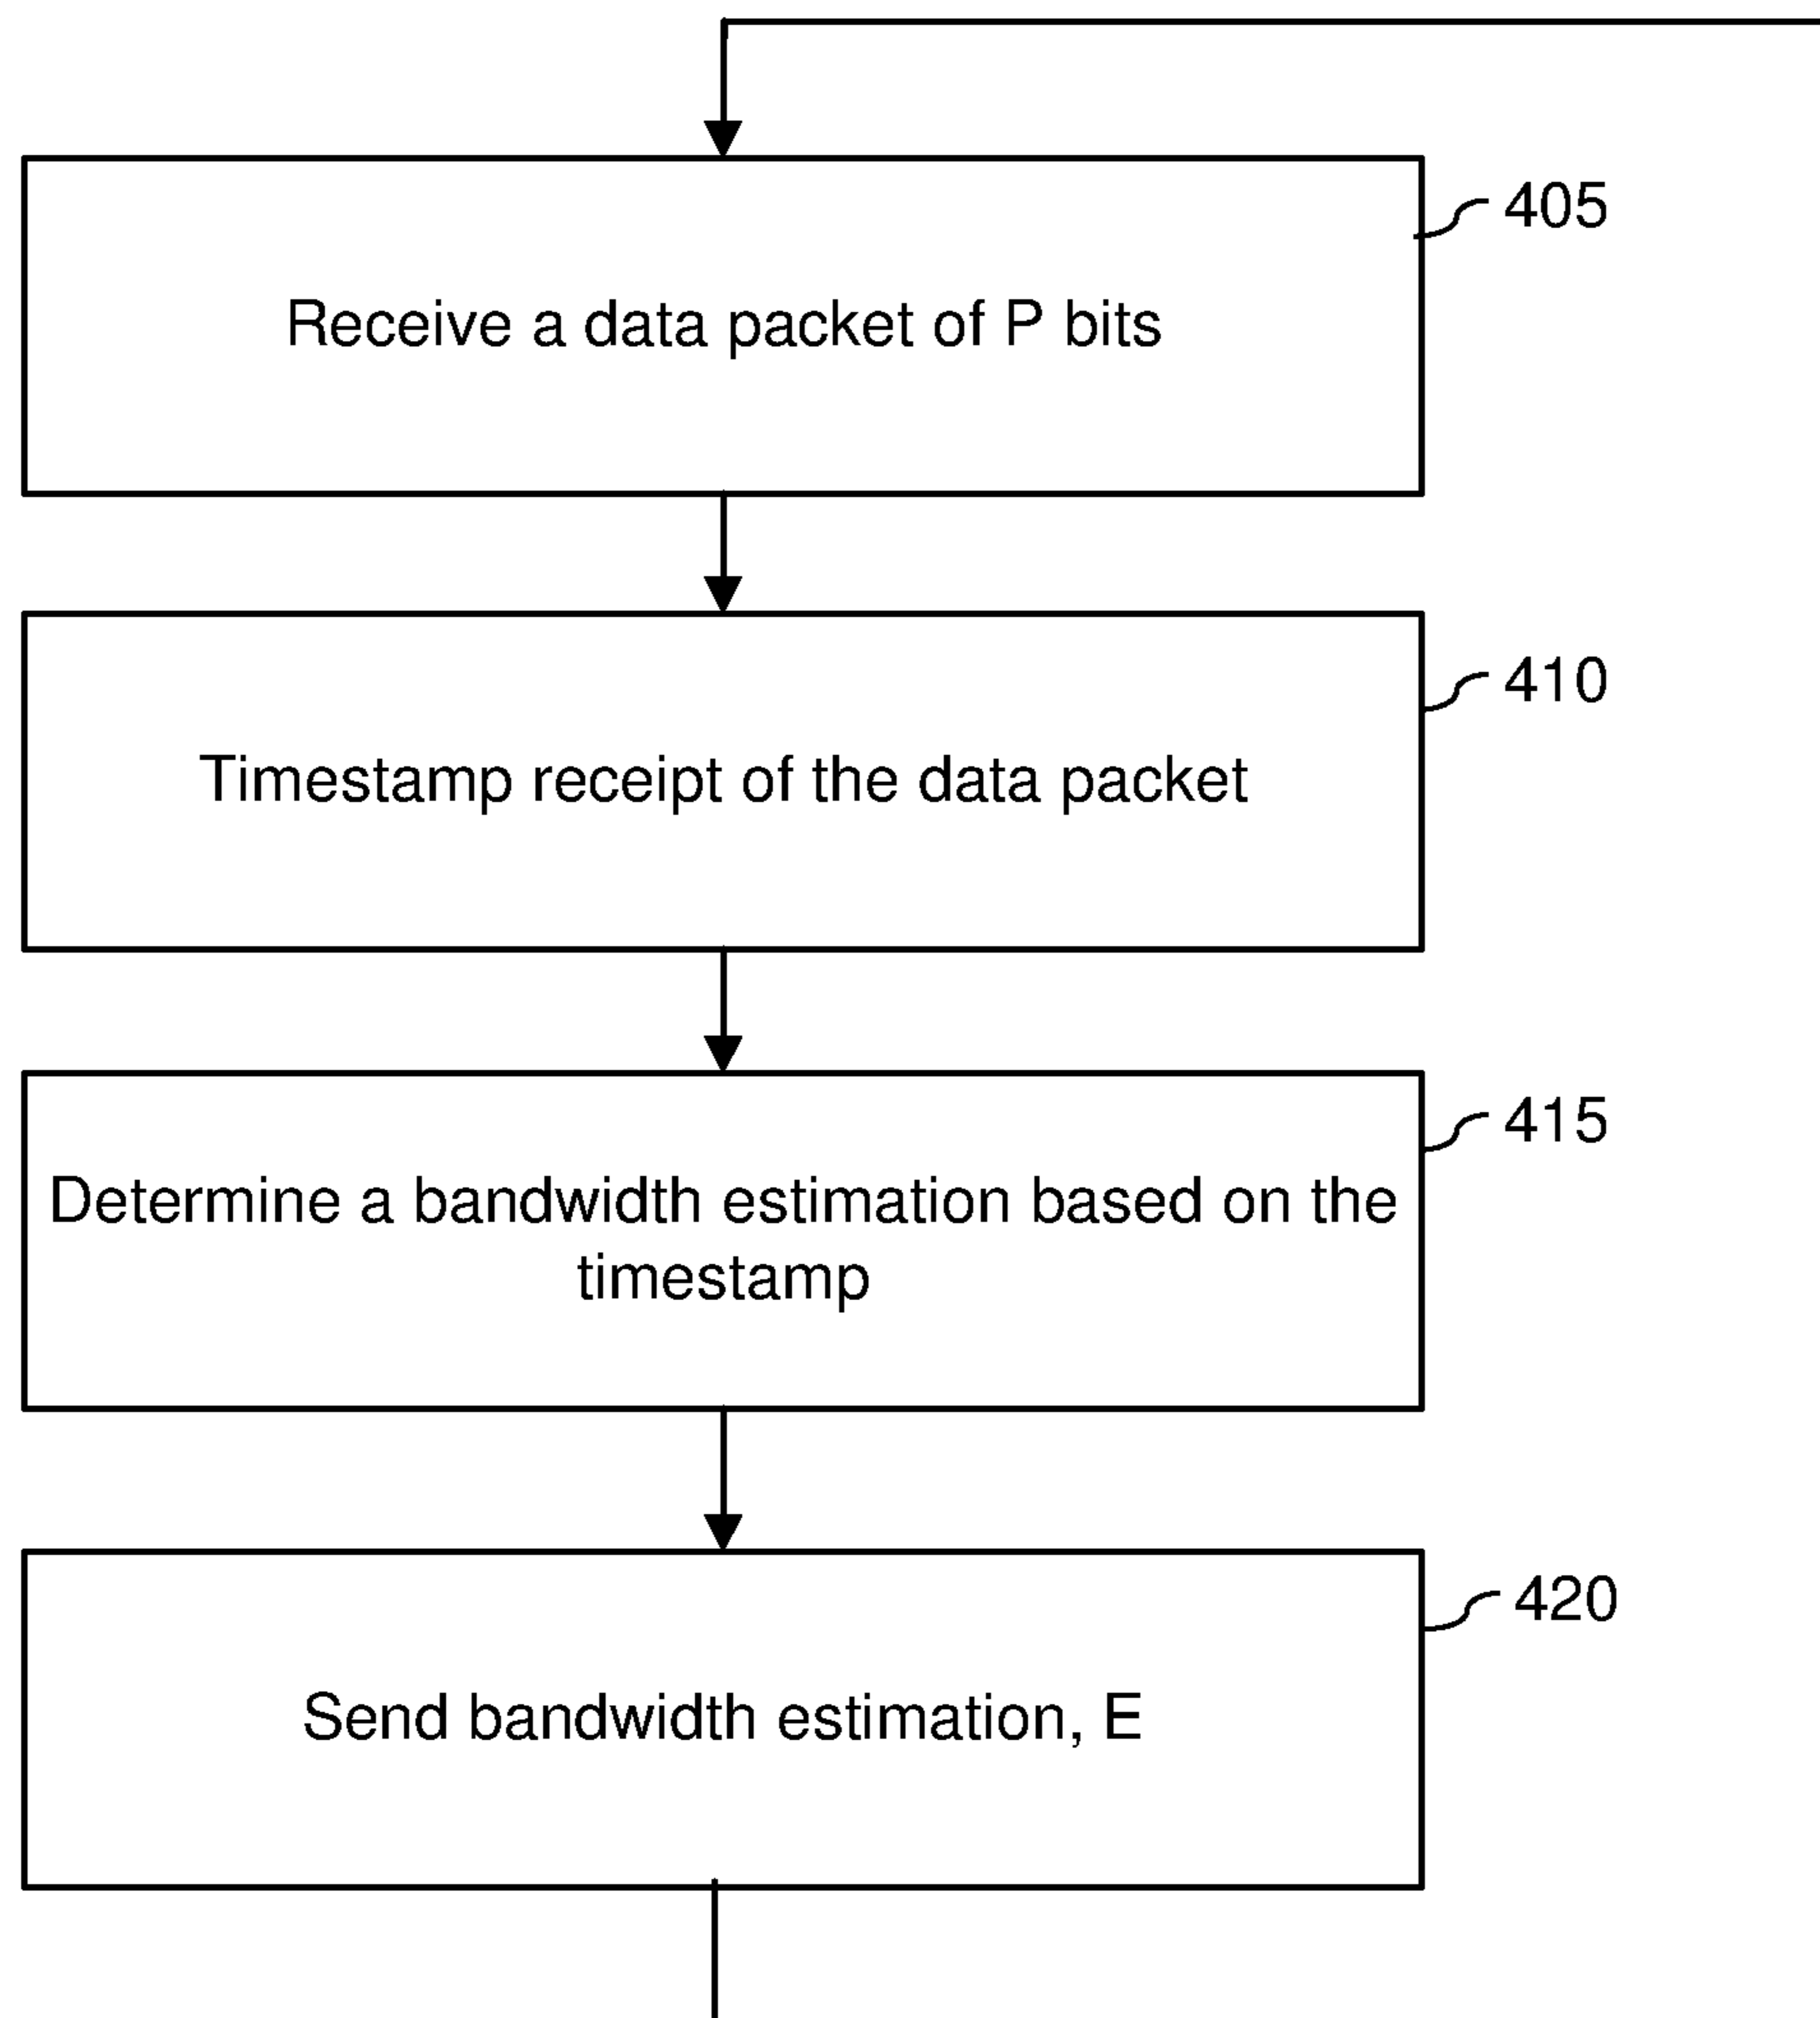 405
Receive a data packet of P bits
410
Timestamp receipt of the data packet
415
Determine a bandwidth estimation based on the
timestamp
420
Send bandwidth estimation, E